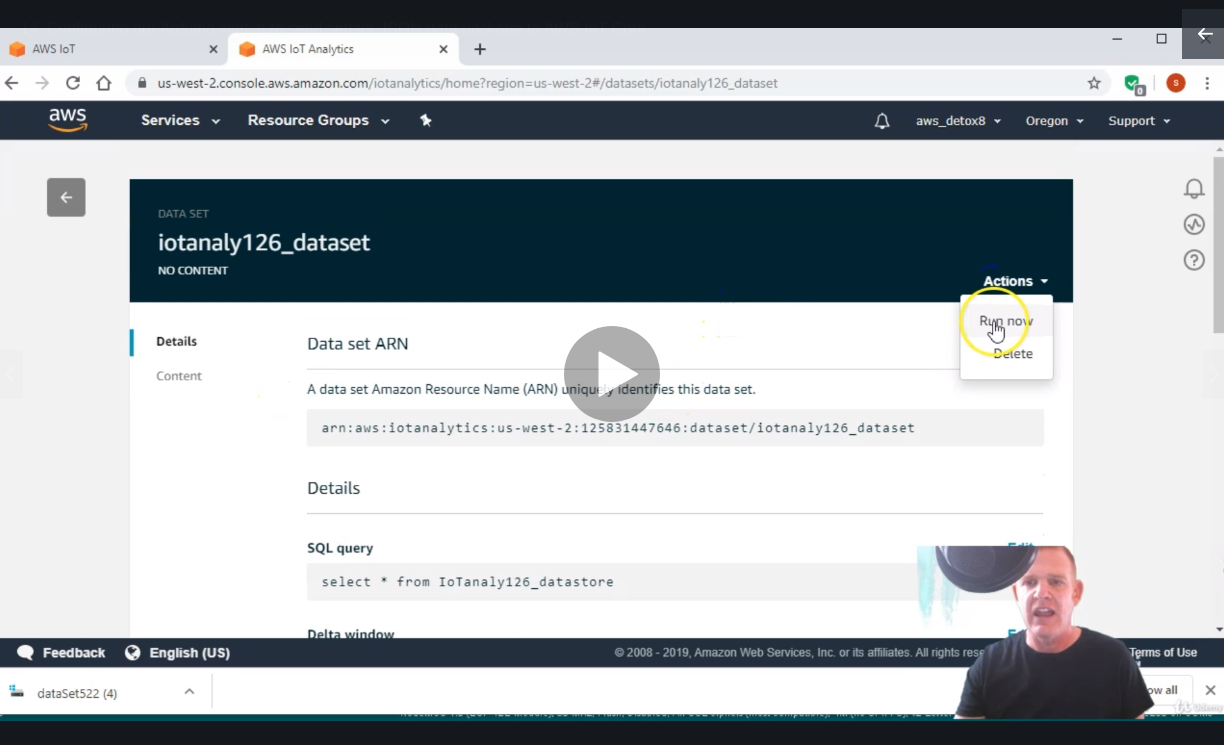 AWS IoT
AWS IoT Analytics
us-west-2.console.aws.amazon.com/iotanalytics/home?region=us-west-2#/datasets/iotanaly126_dataset
S
0
aws
Services
Resource Groups
aws_detox8
Oregon
Support
DATA SET
iotanaly126_dataset
NO CONTENT
Actions
Run now
Delete
Details
Content
Data set ARN
A data set Amazon Resource Name (ARN) uniquely identifies this data set.
arn:aws:iotanalytics:us-west-2:125831447646:dataset/iotanaly126_dataset
Details
SQL query
Edit
select * from IoTanaly126_datastore
Delta window
Feedback
English (US)
© 2008 - 2019, Amazon Web Services, Inc. or its affiliates. All rights rese
Terms of Use
dataSet522 (4)
ow all
Udemy